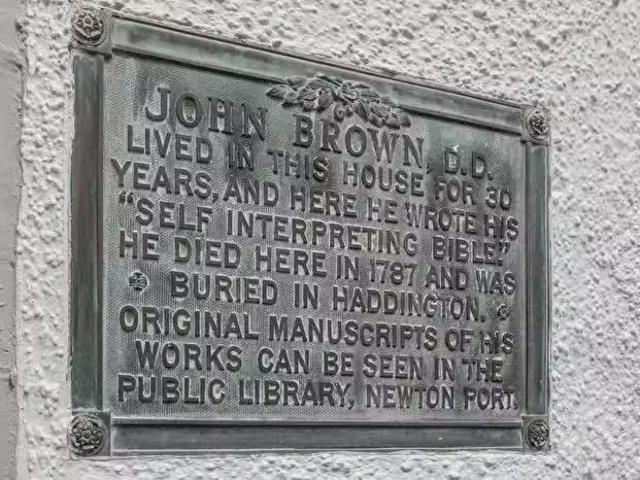 JOHN BROWN, D.D.
LIVED IN THIS HOUSE FOR 30
YEARS, AND HERE HE WROTE HIS
"SELF INTERPRETING BIBLE."
HE DIED HERE IN 1787 AND WAS
BURIED IN HADDINGTON.
ORIGINAL MANUSCRIPTS OF HIS
WORKS CAN BE SEEN IN THE
PUBLIC LIBRARY, NEWTON PORT.